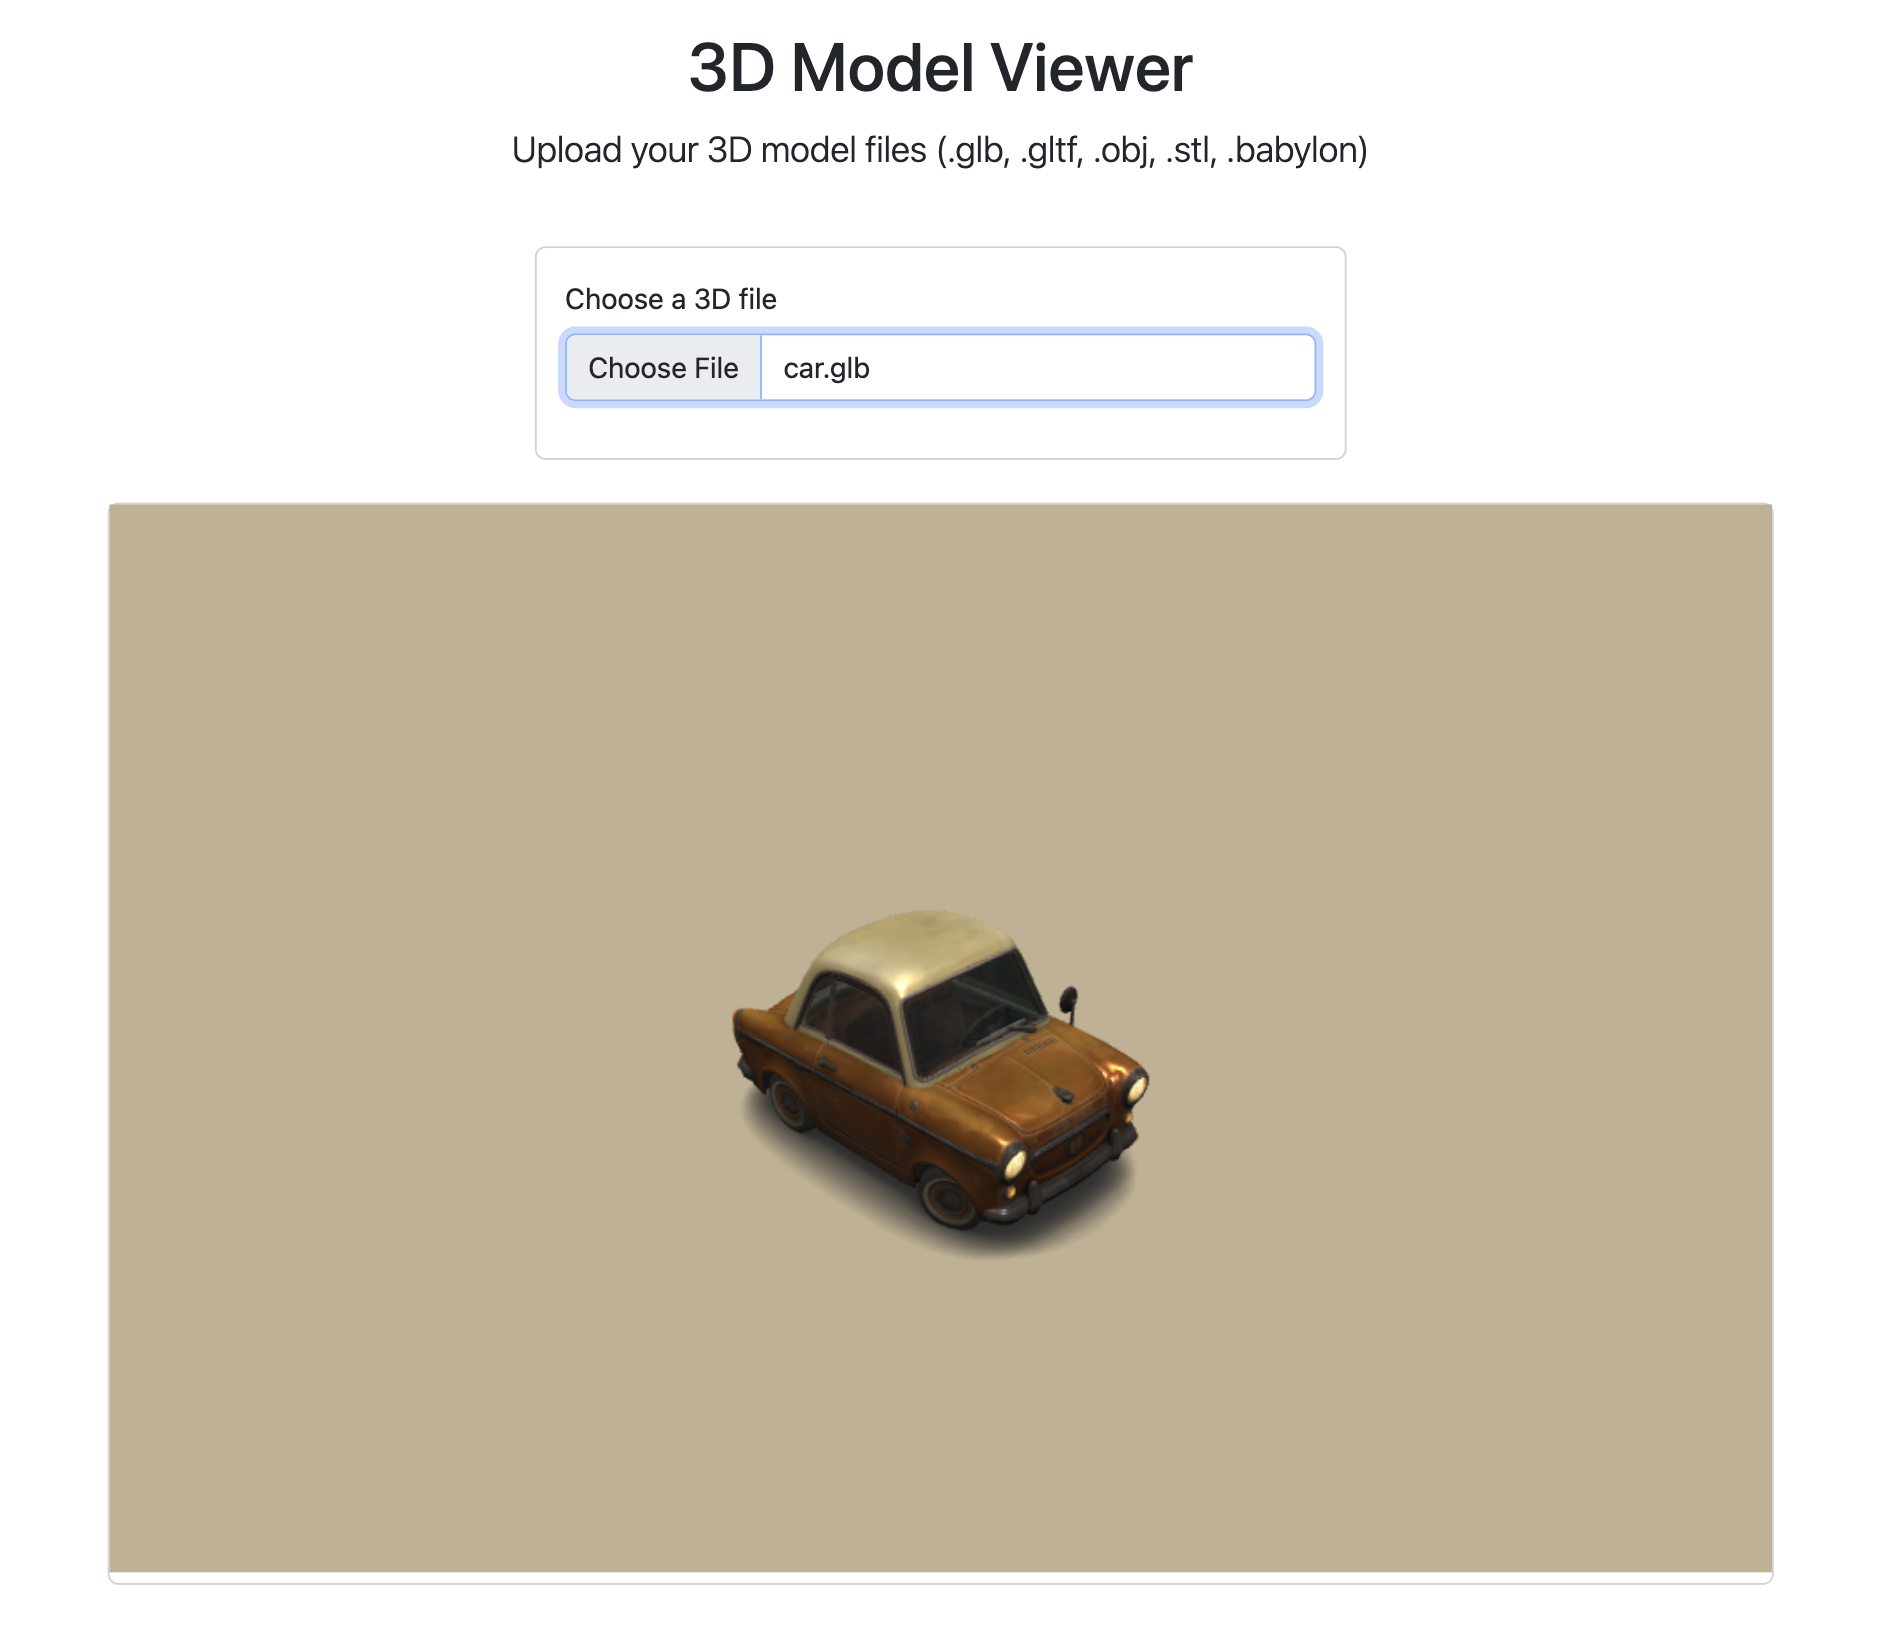 3D Model Viewer
Upload your 3D model files (.glb, .gltf, .obj, .stl, .babylon)
Choose a 3D file
Choose File car.glb